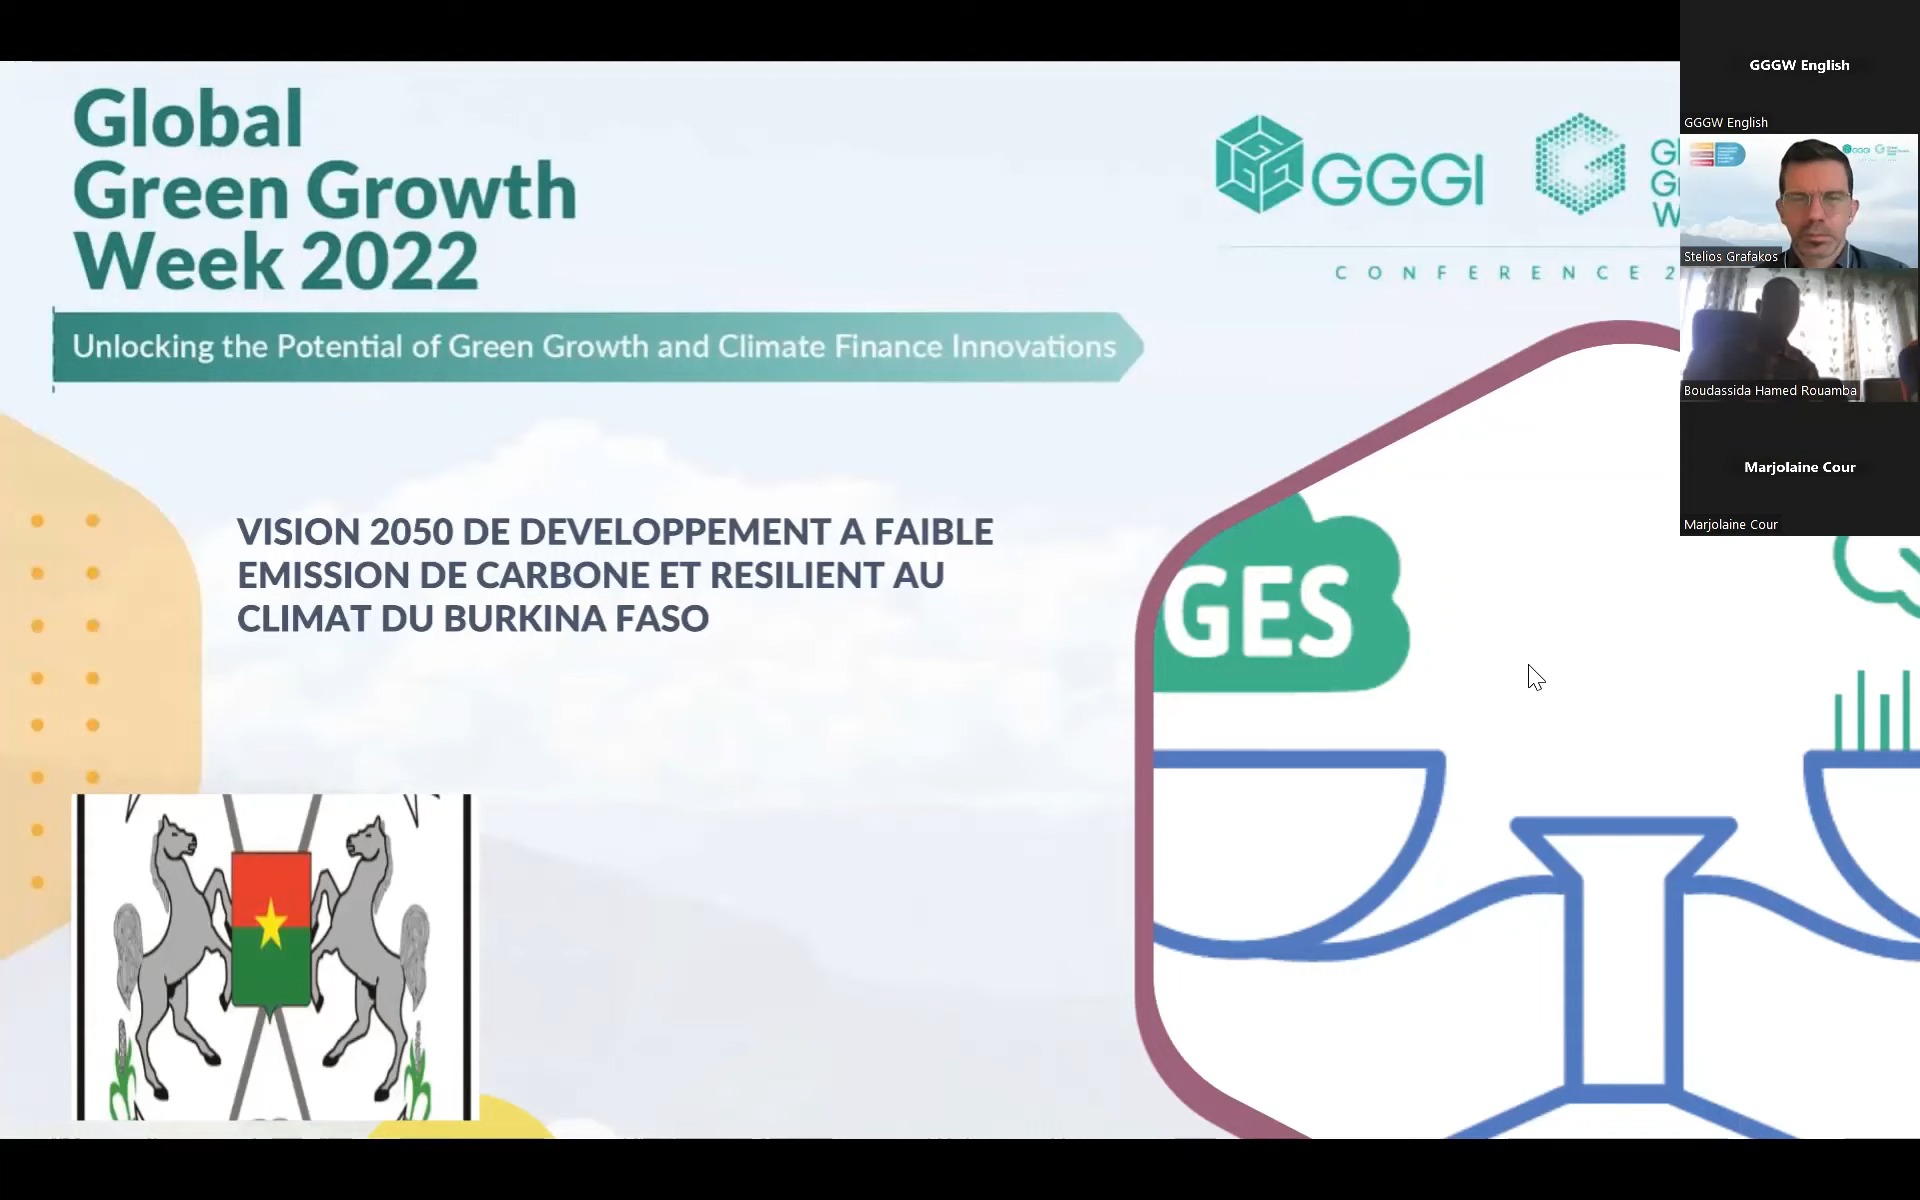 Global
Green Growth
Week 2022
Unlocking the Potential of Green Growth and Climate Finance Innovations
GGGI
CONFERENCE 2
VISION 2050 DE DEVELOPPEMENT A FAIBLE
EMISSION DE CARBONE ET RESILIENT AU
CLIMAT DU BURKINA FASO
GES
GGGW English
GGGW English
Stelios Grafakos
Boudassida Hamed Rouamba
Marjolaine Cour
Marjolaine Cour